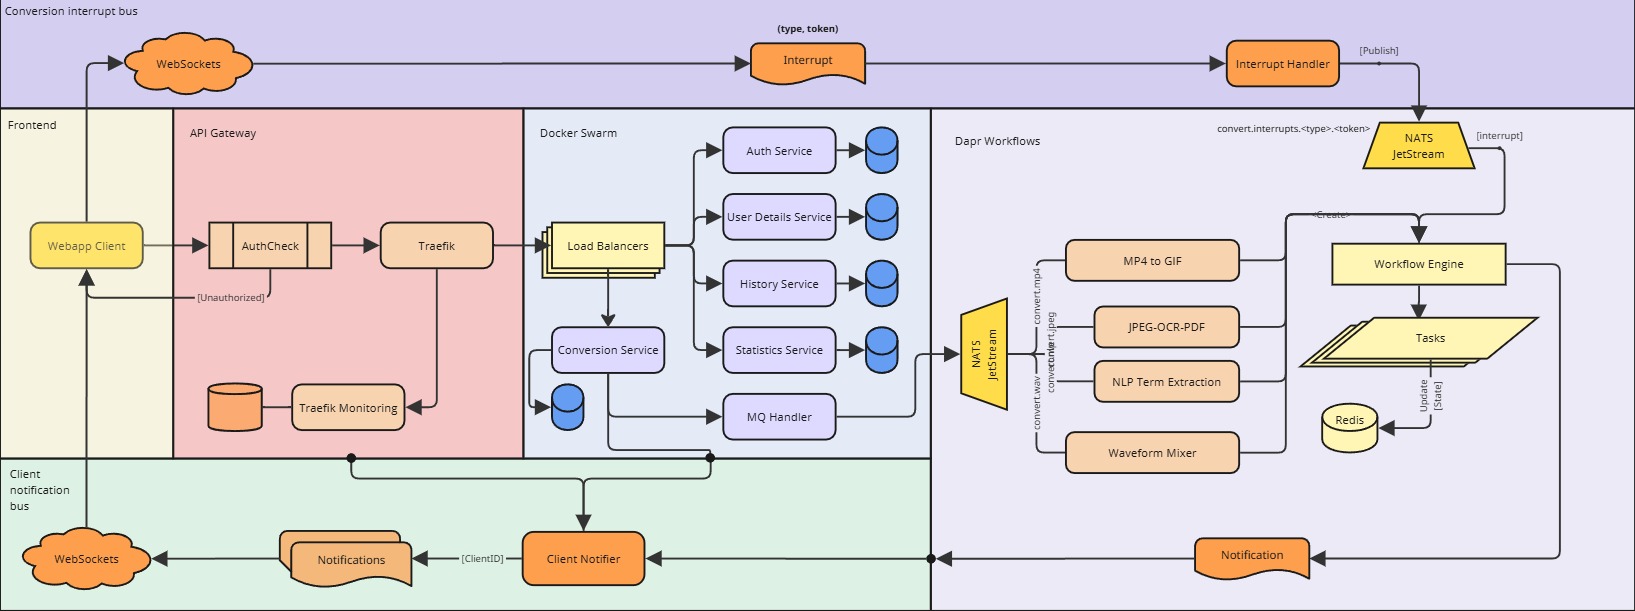 Conversion interrupt bus
(type, token)
WebSockets
Interrupt
Interrupt Handler
[Publish]
Frontend
API Gateway
Docker Swarm
Dapr Workflows
convert.interrupts.<type>.<token>
NATS
JetStream
[interrupt]
Auth Service
User Details Service
<Create>
Webapp Client
AuthCheck
Traefik
Load Balancers
MP4 to GIF
Workflow Engine
convert.mp4
History Service
[Unauthorized]
JPEG-OCR-PDF
convert.jpeg
Tasks
Conversion Service
Statistics Service
NATS
JetStream
NLP Term Extraction
convert.wav
Update
[State]
Traefik Monitoring
MQ Handler
Redis
Waveform Mixer
Client
notification
bus
WebSockets
Notifications
[ClientID]
Client Notifier
Notification